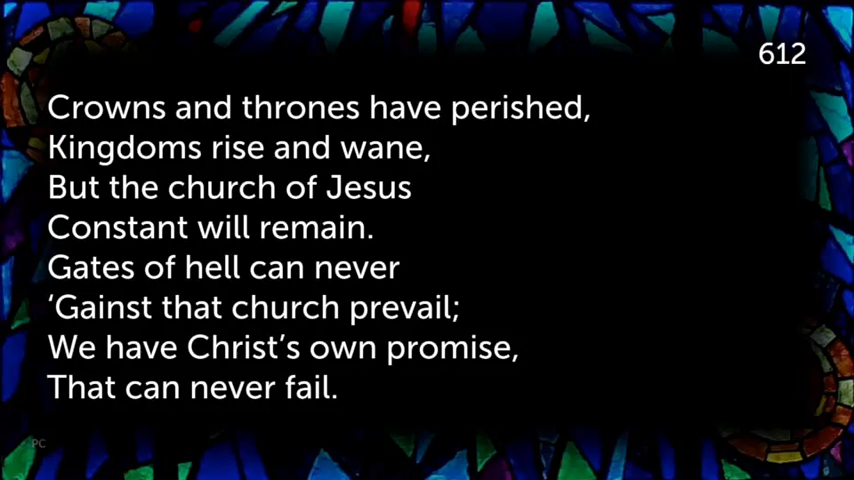 612
Crowns and thrones have perished,
Kingdoms rise and wane,
But the church of Jesus
Constant will remain.
Gates of hell can never
‘Gainst that church prevail;
We have Christ’s own promise,
That can never fail.
PC